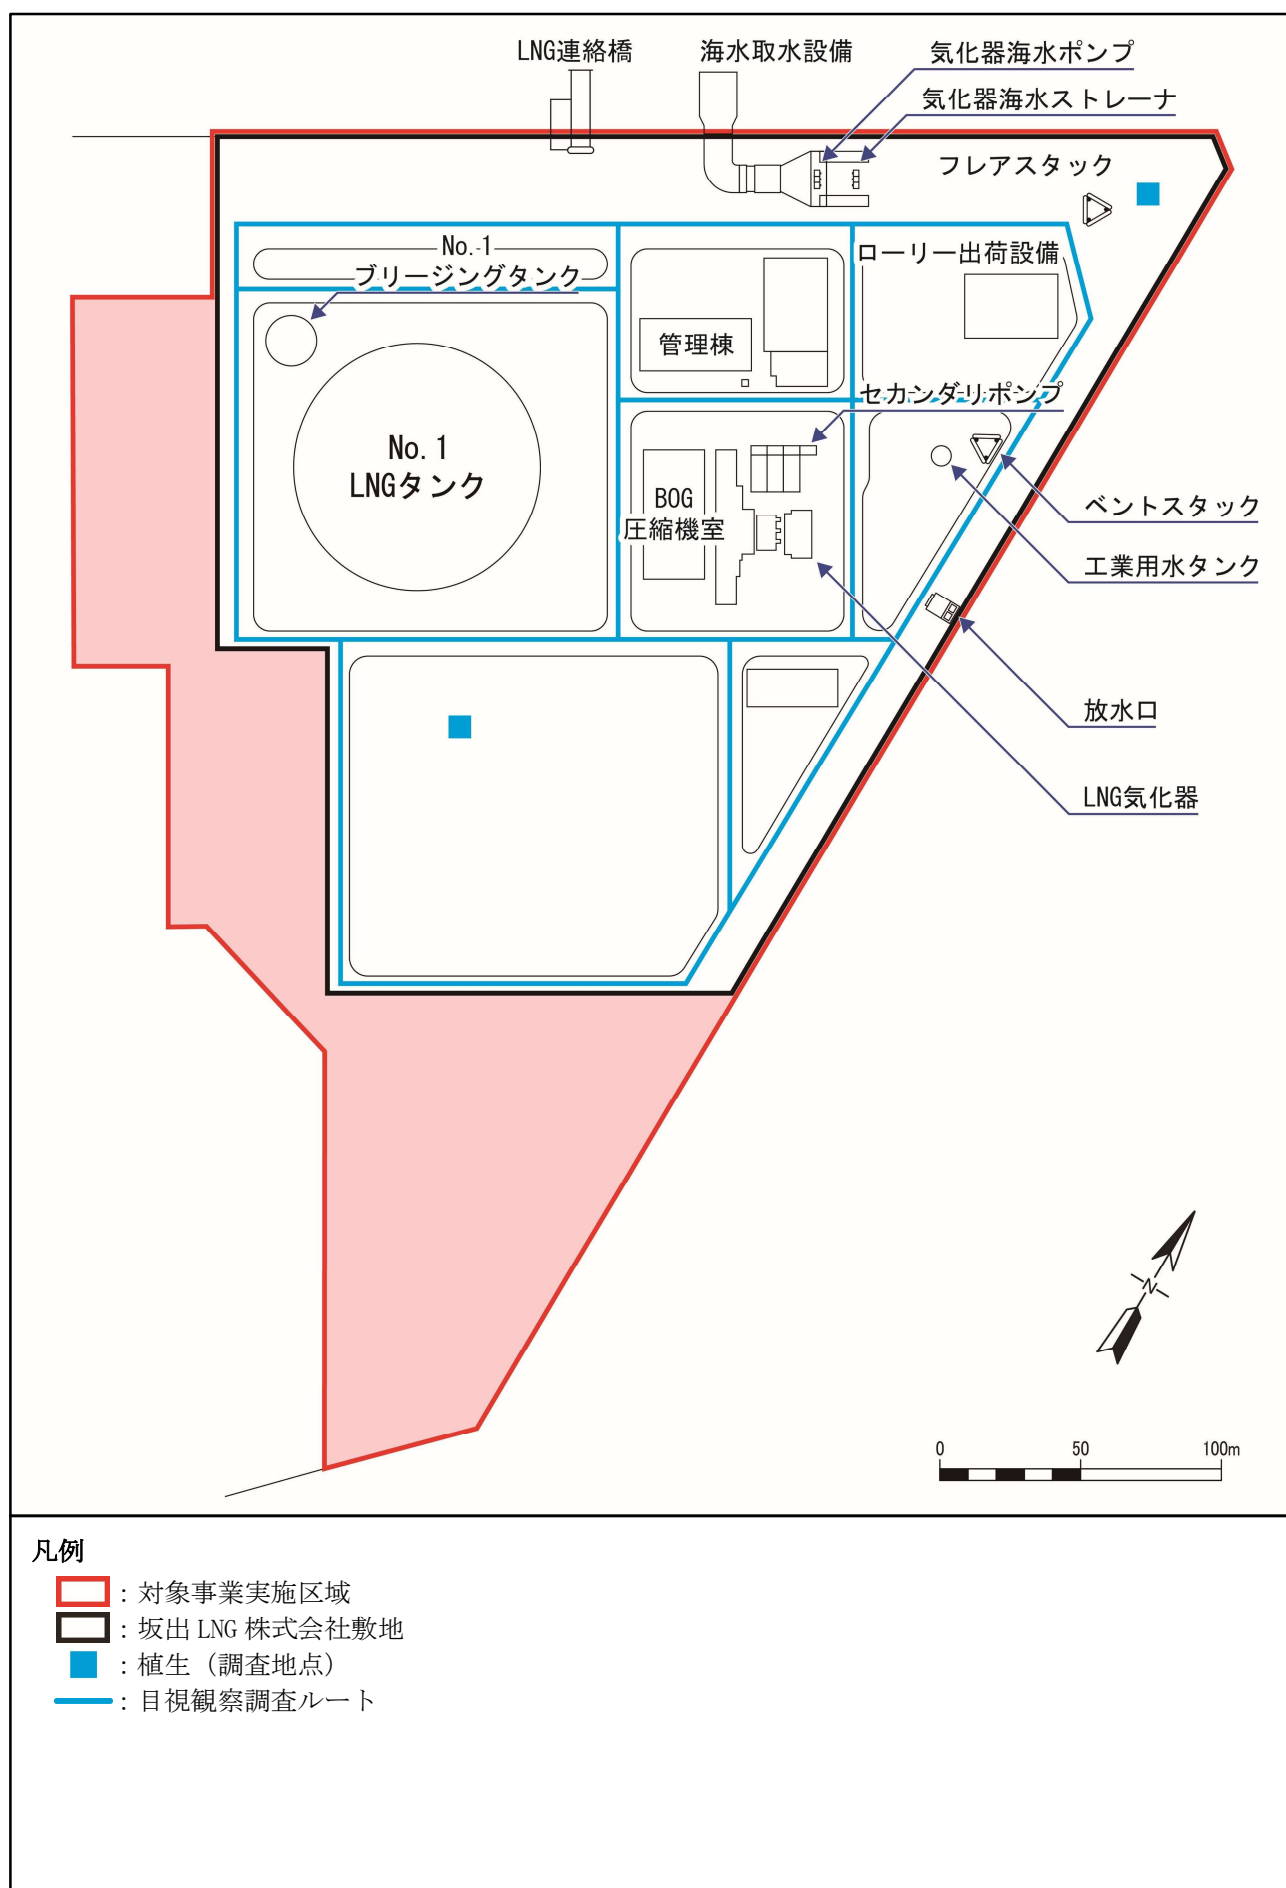 LNG連絡橋
海水取水設備
気化器海水ポンプ
気化器海水ストレーナ
フレアスタック
No.-1
ブリージングタンク
ローリー出荷設備
管理棟
セカンダリポンプ
No. 1
LNGタンク
BOG
圧縮機室
ベントスタック
工業用水タンク
放水口
LNG気化器
N
0 50 100m
凡例
：対象事業実施区域
：坂出 LNG 株式会社敷地
：植生（調査地点）
：目視観察調査ルート